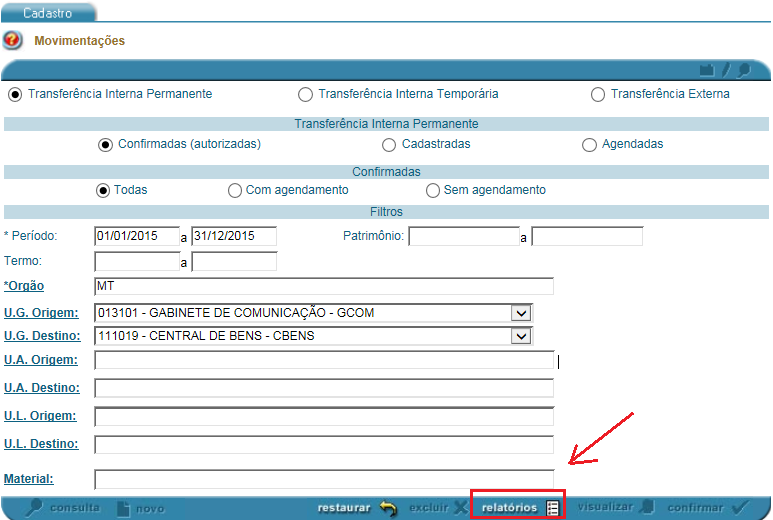 Cadastro
Movimentações
Transferência Interna Permanente Transferência Interna Temporária Transferência Externa
Transferência Interna Permanente
Confirmadas (autorizadas) Cadastradas Agendadas
Confirmadas
Todas Com agendamento Sem agendamento
Filtros
* Período: 01/01/2015 a 31/12/2015 Patrimônio: a
Termo: a
*Orgão MT
U.G. Origem: 013101 - GABINETE DE COMUNICAÇÃO - GCOM
U.G. Destino: 111019 - CENTRAL DE BENS - CBENS
U.A. Origem:
U.A. Destino:
U.L. Origem:
U.L. Destino:
Material:
consulta novo restaurar excluir relatórios visualizar confirmar